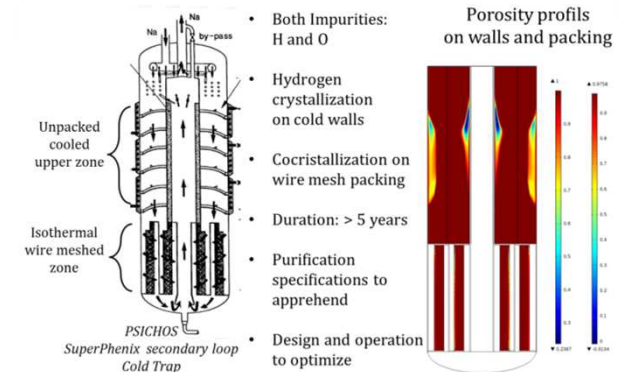 Na
Na
by-pass
Unpacked
cooled
upper zone
Isothermal
wire meshed
zone
PSICHOS
SuperPhenix secondary loop
Cold Trap
• Both Impurities:
H and O
• Hydrogen
crystallization
on cold walls
• Cocristallization on
wire mesh packing
• Duration: > 5 years
• Purification
specifications to
apprehend
• Design and operation
to optimize
Porosity profils
on walls and packing
▲ 1
0.9
0.8
0.7
0.6
0.5
0.4
0.3
▼ 0.2367
▲ 0.9758
0.9
0.8
0.7
0.6
0.5
0.4
0.3
0.2
0.1
0